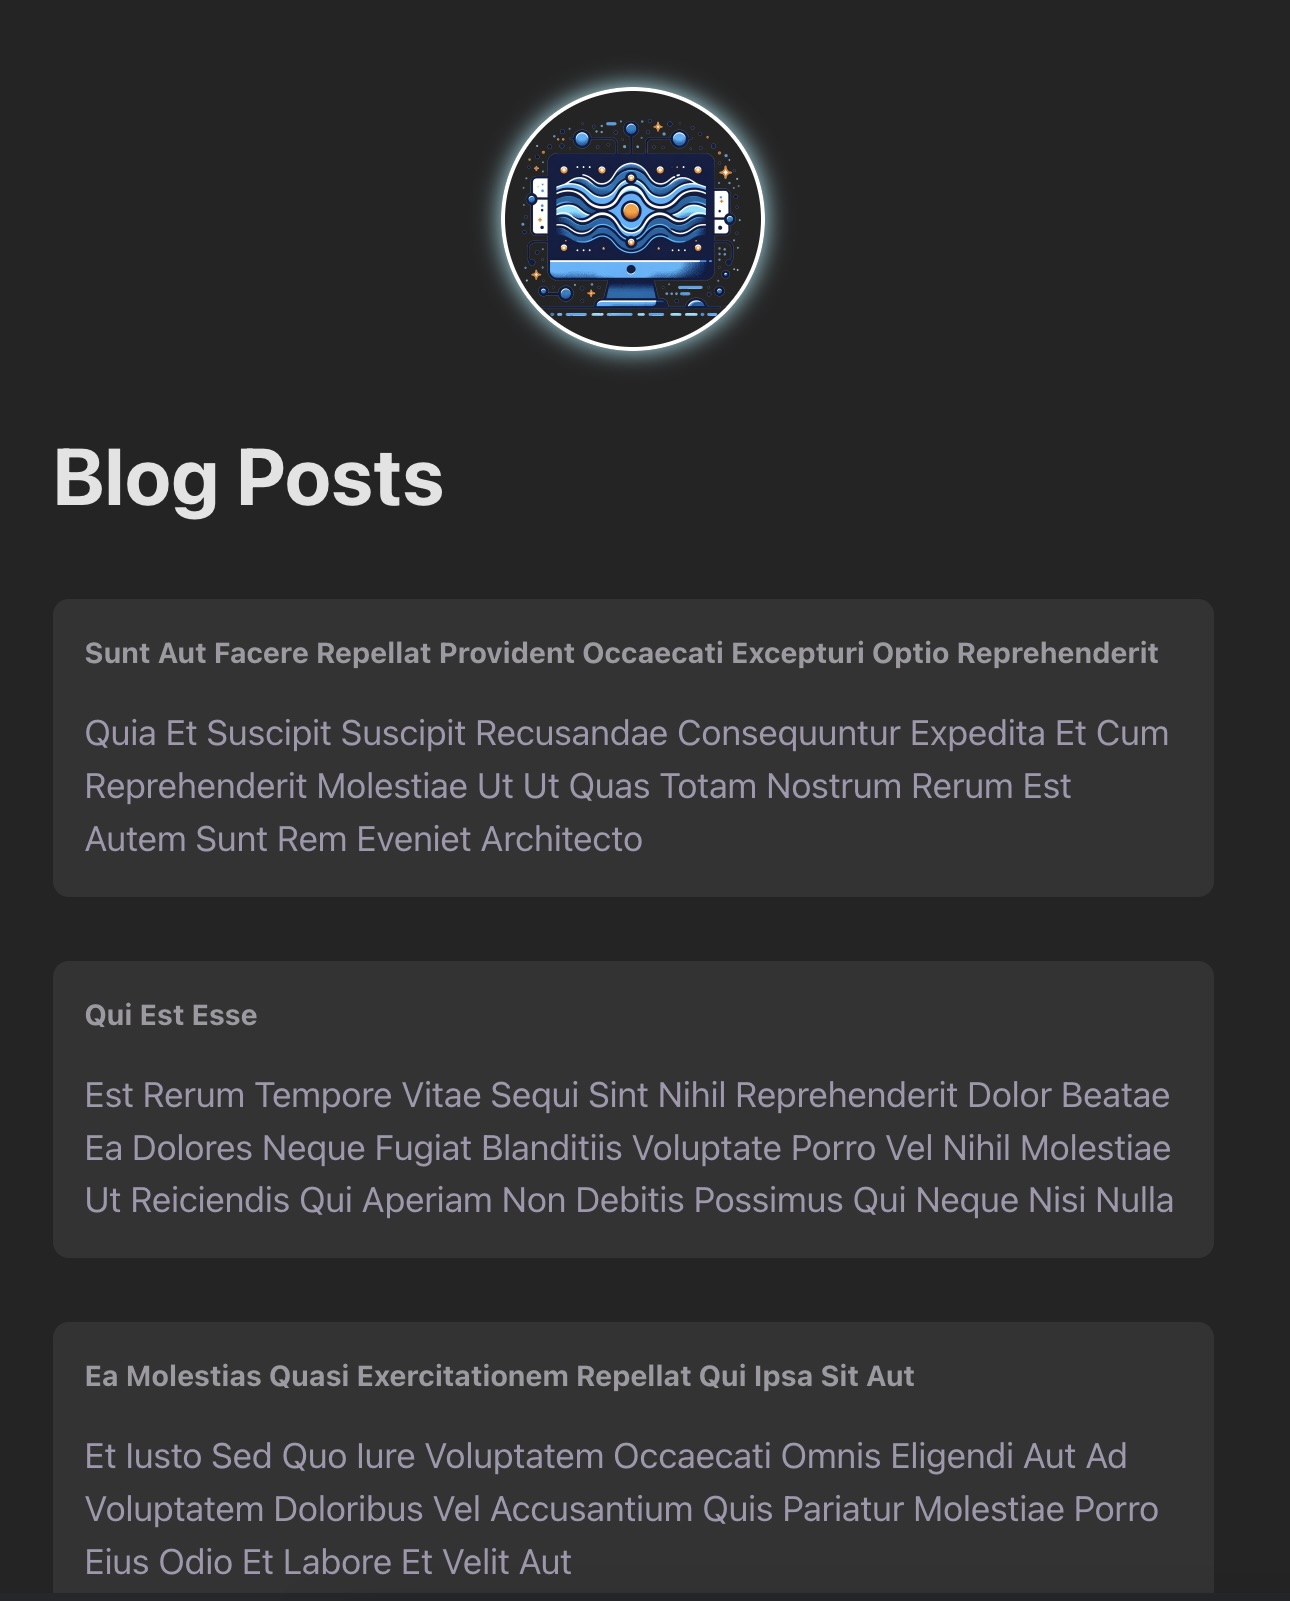 Blog Posts
Sunt Aut Facere Repellat Provident Occaecati Excepturi Optio Reprehenderit
Quia Et Suscipit Suscipit Recusandae Consequuntur Expedita Et Cum
Reprehenderit Molestiae Ut Ut Quas Totam Nostrum Rerum Est
Autem Sunt Rem Eveniet Architecto
Qui Est Esse
Est Rerum Tempore Vitae Sequi Sint Nihil Reprehenderit Dolor Beatae
Ea Dolores Neque Fugiat Blanditiis Voluptate Porro Vel Nihil Molestiae
Ut Reiciendis Qui Aperiam Non Debitis Possimus Qui Neque Nisi Nulla
Ea Molestias Quasi Exercitationem Repellat Qui Ipsa Sit Aut
Et Iusto Sed Quo Iure Voluptatem Occaecati Omnis Eligendi Aut Ad
Voluptatem Doloribus Vel Accusantium Quis Pariatur Molestiae Porro
Eius Odio Et Labore Et Velit Aut